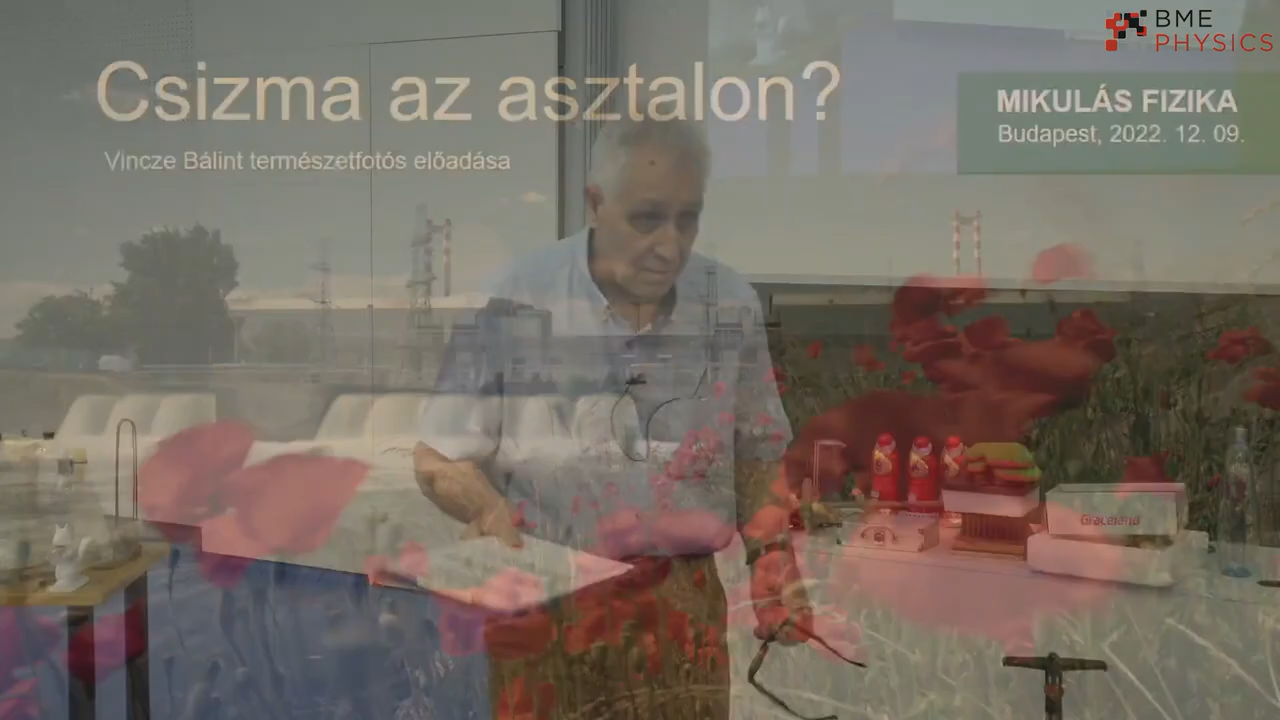 BME
PHYSICS
Csizma az asztalon?
MIKULÁS FIZIKA
Budapest, 2022. 12. 09.
Vincze Bálint természetfotós előadása